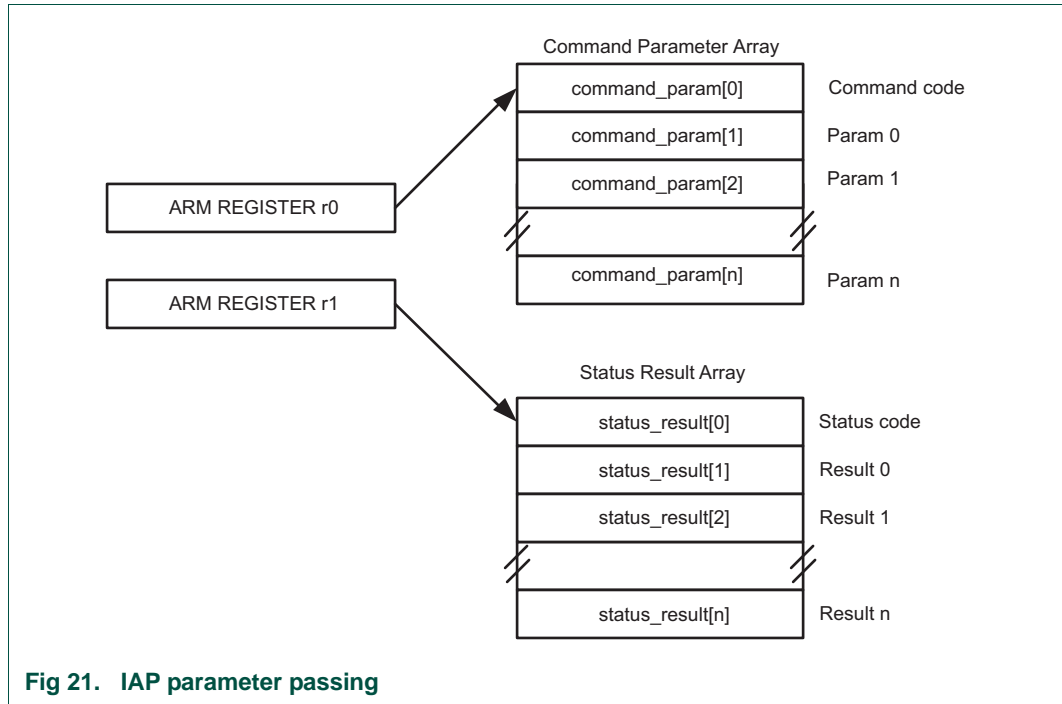 Command Parameter Array
command_param[0] Command code
command_param[1] Param 0
command_param[2] Param 1
ARM REGISTER r0
command_param[n] Param n
ARM REGISTER r1
Status Result Array
status_result[0] Status code
status_result[1] Result 0
status_result[2] Result 1
status_result[n] Result n
Fig 21. IAP parameter passing